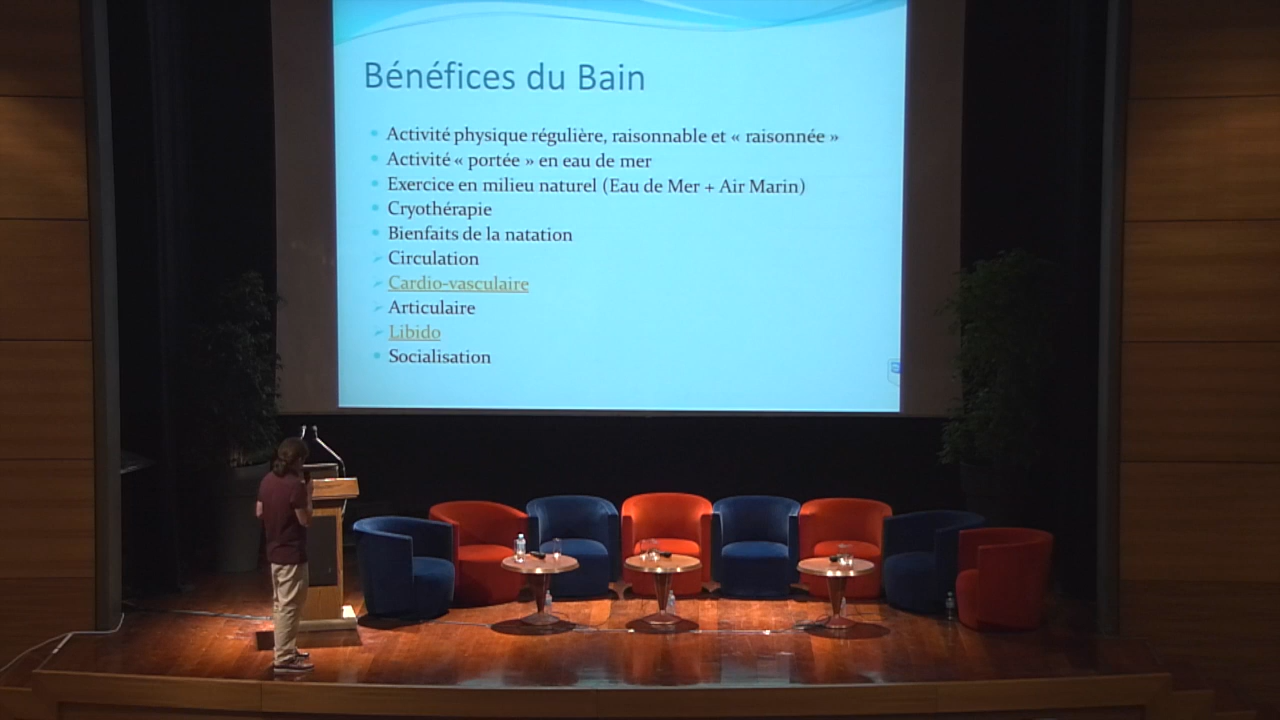 Bénéfices du Bain
Activité physique régulière, raisonnable et « raisonnée »
Activité « portée » en eau de mer
Exercice en milieu naturel (Eau de Mer + Air Marin)
Cryothérapie
Bienfaits de la natation
Circulation
Cardio-vasculaire
Articulaire
Libido
Socialisation